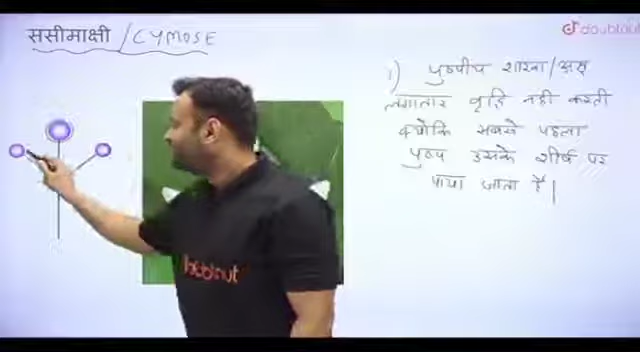 ससीमाक्षी / CYMOSE
doubtnut
1) पुष्पीय शाखा / अक्ष
लगातार वृद्धि नही करती
क्योकि सबसे पहला
पुष्प उसके शीर्ष पर
पाया जाता है|
doubtnut